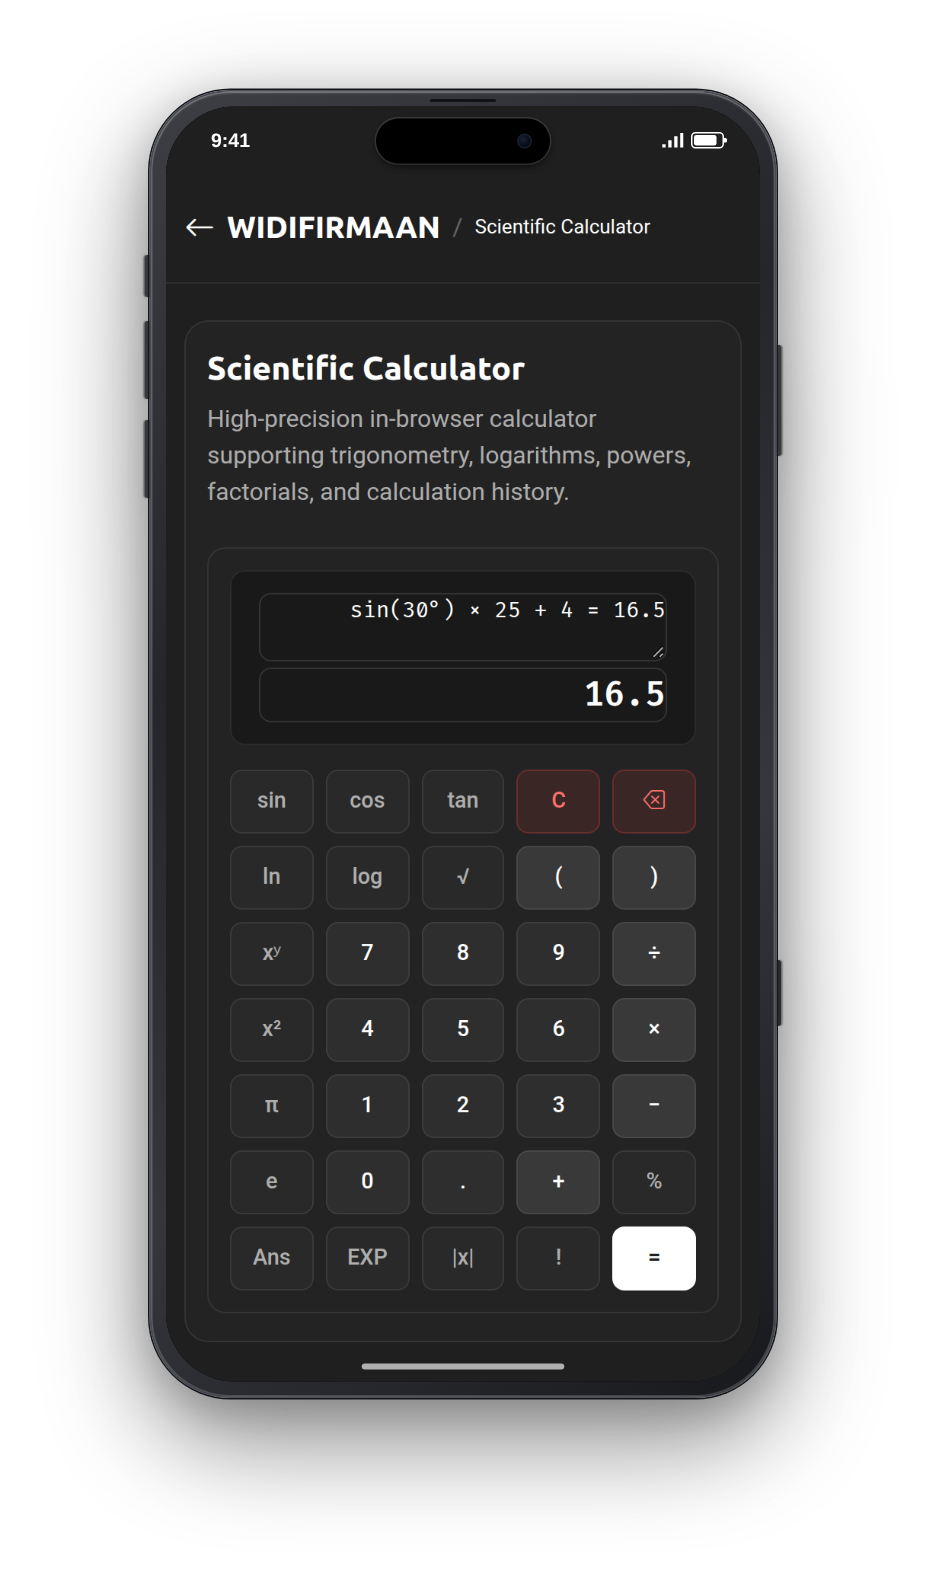 9:41
WIDIFIRMAAN / Scientific Calculator
Scientific Calculator
High-precision in-browser calculator
supporting trigonometry, logarithms, powers,
factorials, and calculation history.
sin(30°) × 25 + 4 = 16.5
16.5
sin cos tan C
ln log √ ( )
xʸ 7 8 9 ÷
x² 4 5 6 ×
π 1 2 3 −
e 0 . + %
Ans EXP |x| ! =